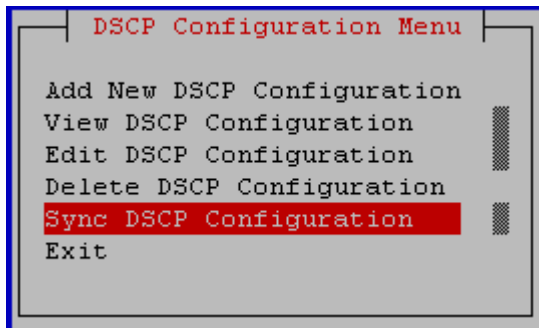 DSCP Configuration Menu
Add New DSCP Configuration
View DSCP Configuration
Edit DSCP Configuration
Delete DSCP Configuration
Sync DSCP Configuration
Exit